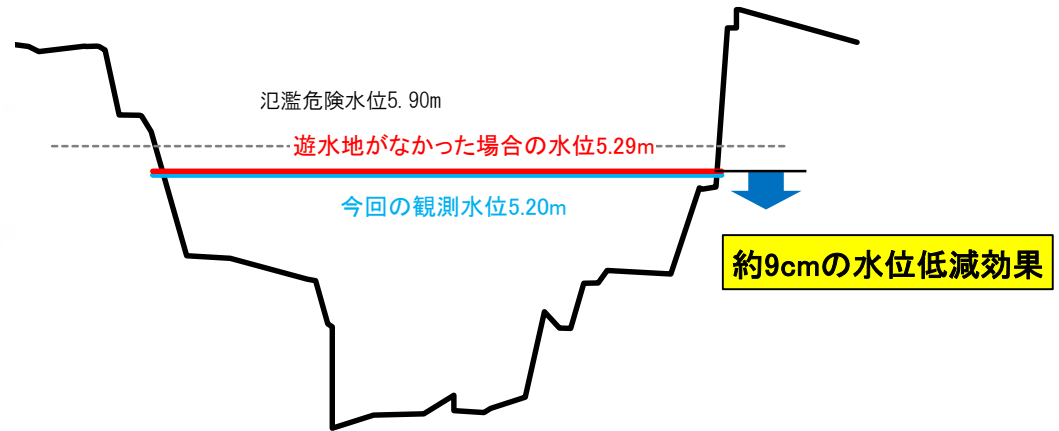 氾濫危険水位5.90m
遊水地がなかった場合の水位5.29m
今回の観測水位5.20m
約9cmの水位低減効果